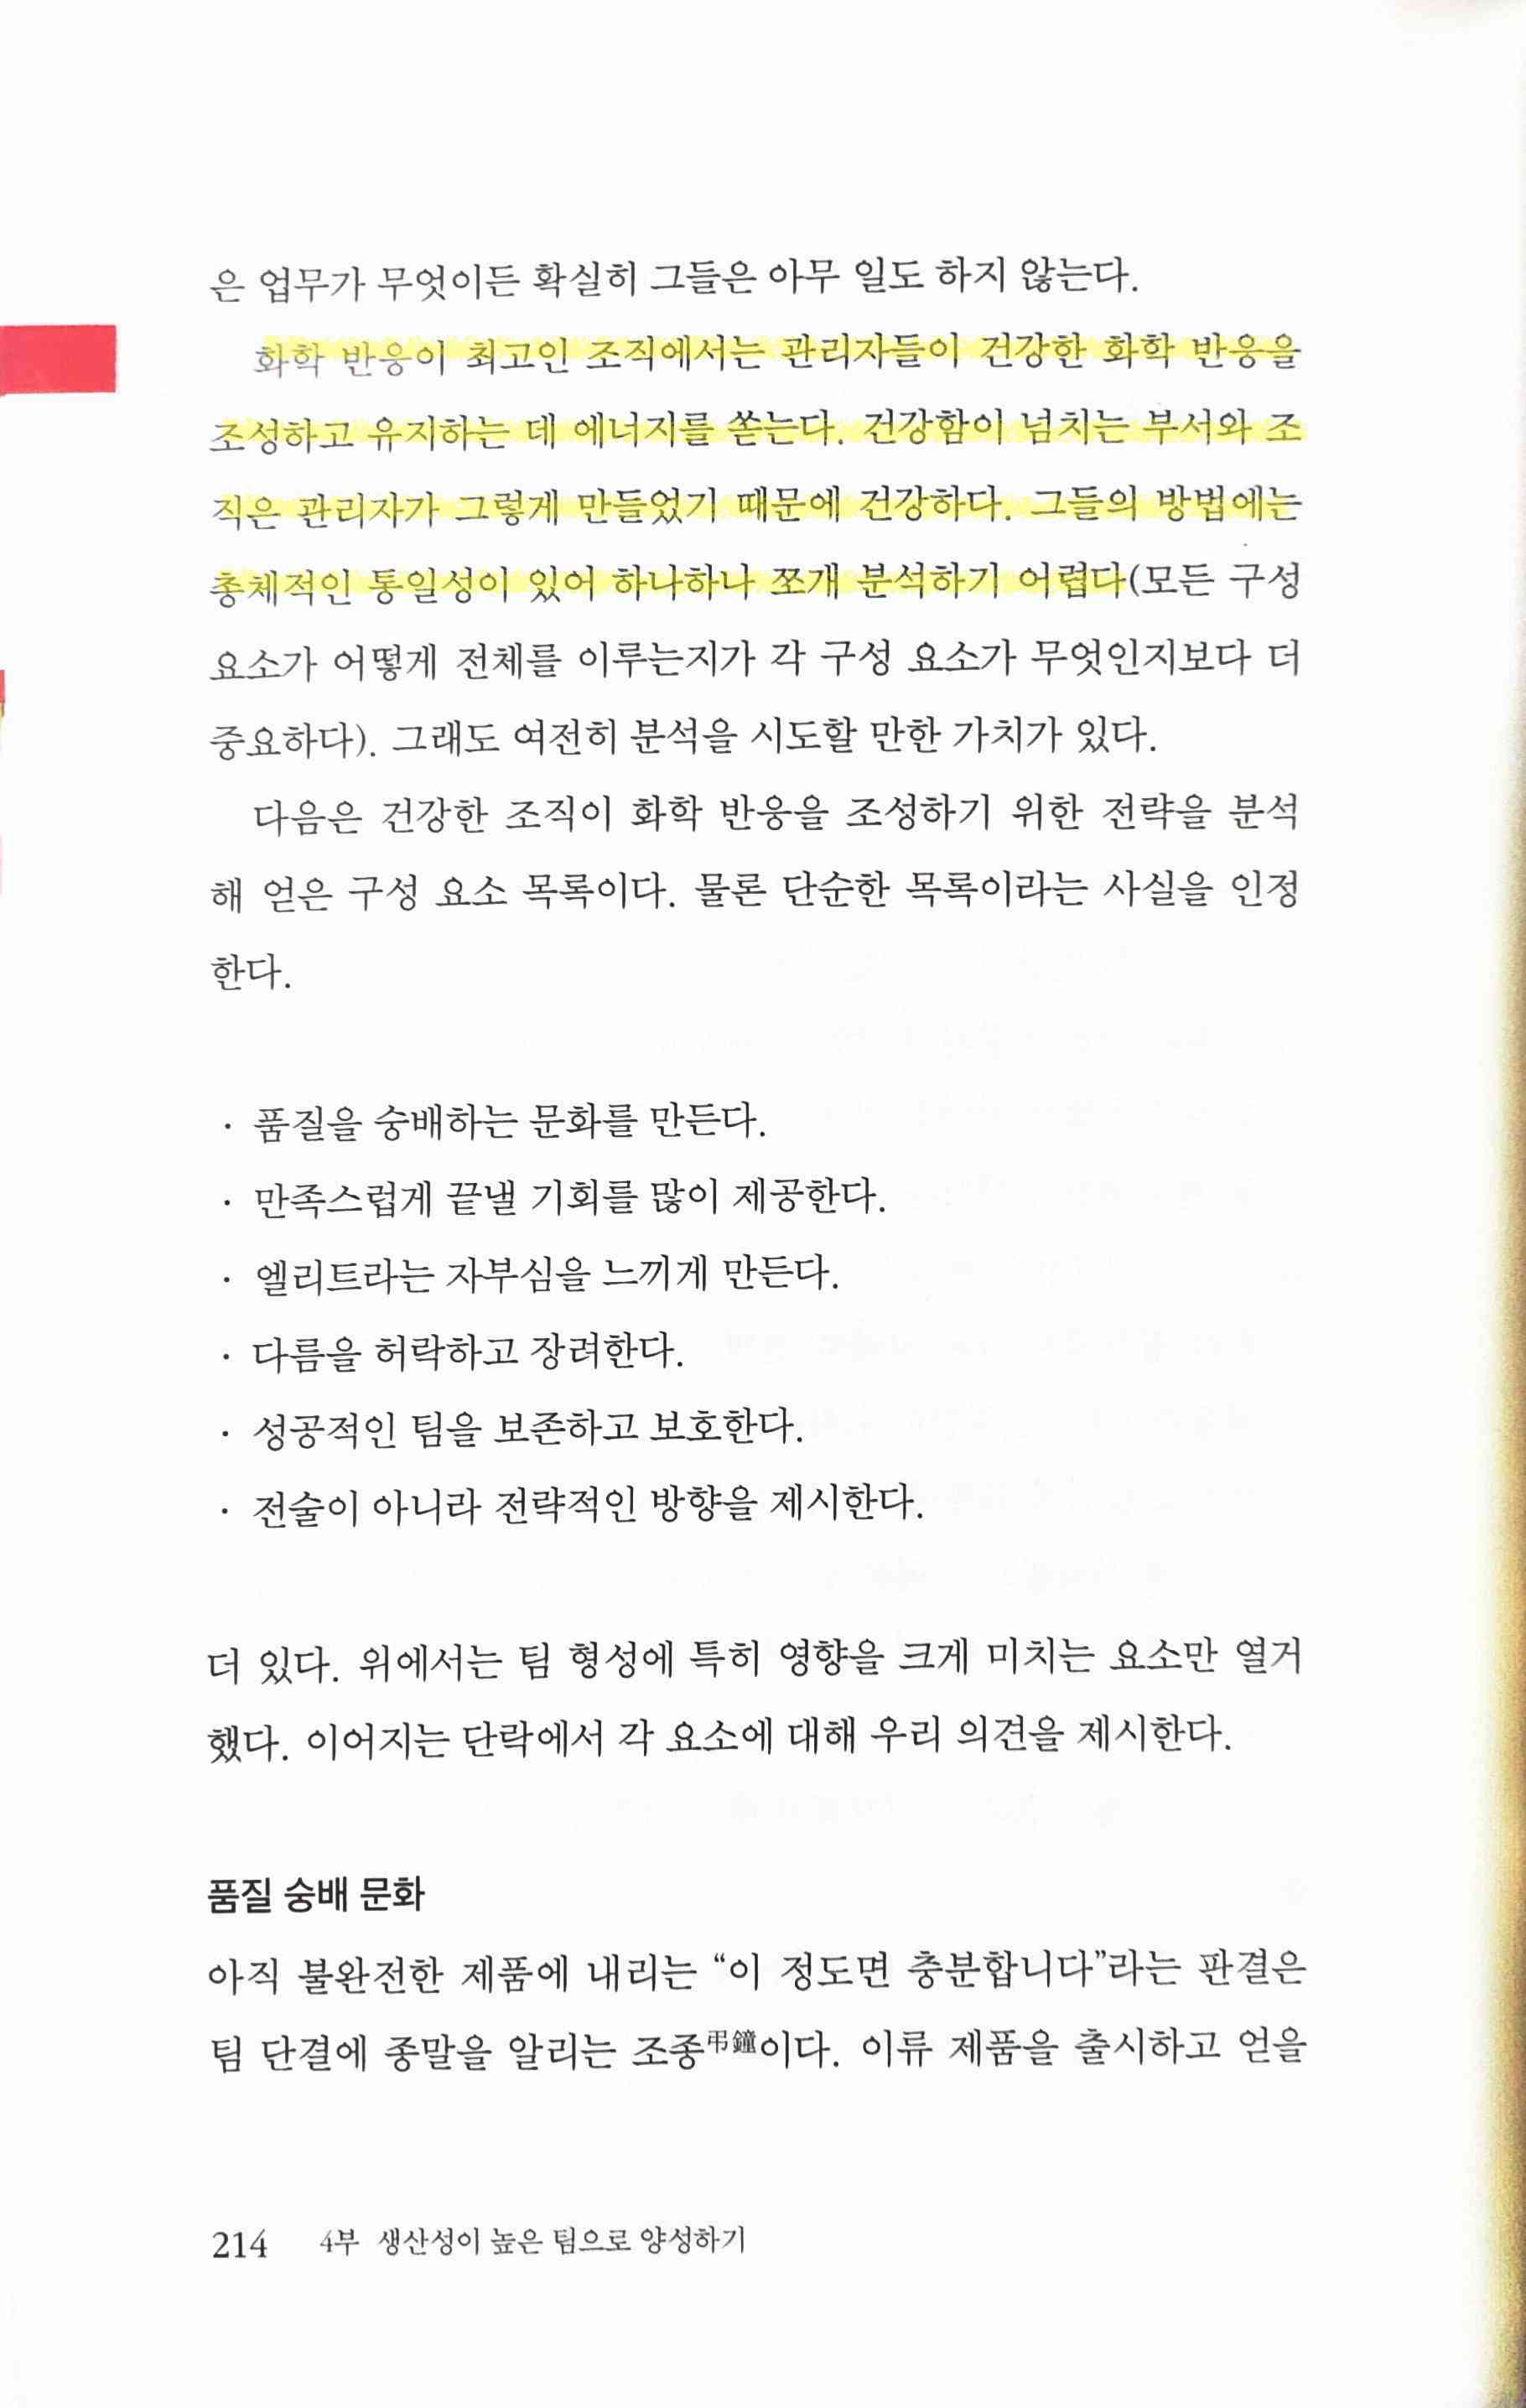 은 업무가 무엇이든 확실히 그들은 아무 일도 하지 않는다.
화학 반응이 최고인 조직에서는 관리자들이 건강한 화학 반응을
조성하고 유지하는 데 에너지를 쏟는다. 건강함이 넘치는 부서와 조
직은 관리자가 그렇게 만들었기 때문에 건강하다. 그들의 방법에는
총체적인 통일성이 있어 하나하나 쪼개 분석하기 어렵다(모든 구성
요소가 어떻게 전체를 이루는지가 각 구성 요소가 무엇인지보다 더
중요하다). 그래도 여전히 분석을 시도할 만한 가치가 있다.
다음은 건강한 조직이 화학 반응을 조성하기 위한 전략을 분석
해 얻은 구성 요소 목록이다. 물론 단순한 목록이라는 사실을 인정
한다.
· 품질을 숭배하는 문화를 만든다.
· 만족스럽게 끝낼 기회를 많이 제공한다.
· 엘리트라는 자부심을 느끼게 만든다.
· 다름을 허락하고 장려한다.
· 성공적인 팀을 보존하고 보호한다.
· 전술이 아니라 전략적인 방향을 제시한다.
더 있다. 위에서는 팀 형성에 특히 영향을 크게 미치는 요소만 열거
했다. 이어지는 단락에서 각 요소에 대해 우리 의견을 제시한다.
품질 숭배 문화
아직 불완전한 제품에 내리는 “이 정도면 충분합니다”라는 판결은
팀 단결에 종말을 알리는 조종弔鐘이다. 이류 제품을 출시하고 얻을
214 4부 생산성이 높은 팀으로 양성하기